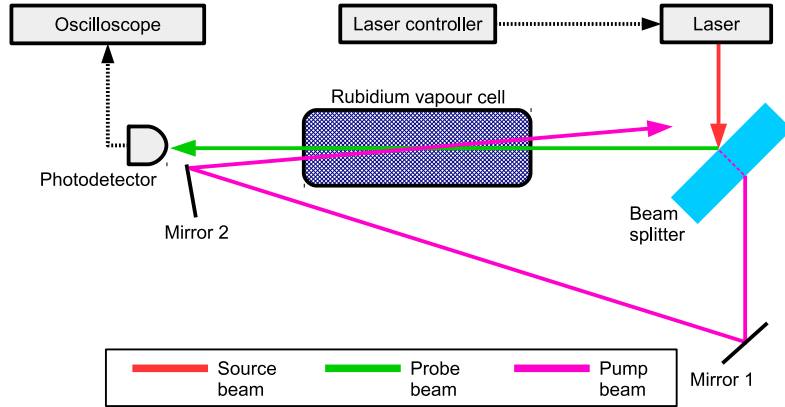 Oscilloscope
Laser controller
Laser
Rubidium vapour cell
Photodetector
Mirror 2
Beam
splitter
Mirror 1
Source
beam
Probe
beam
Pump
beam